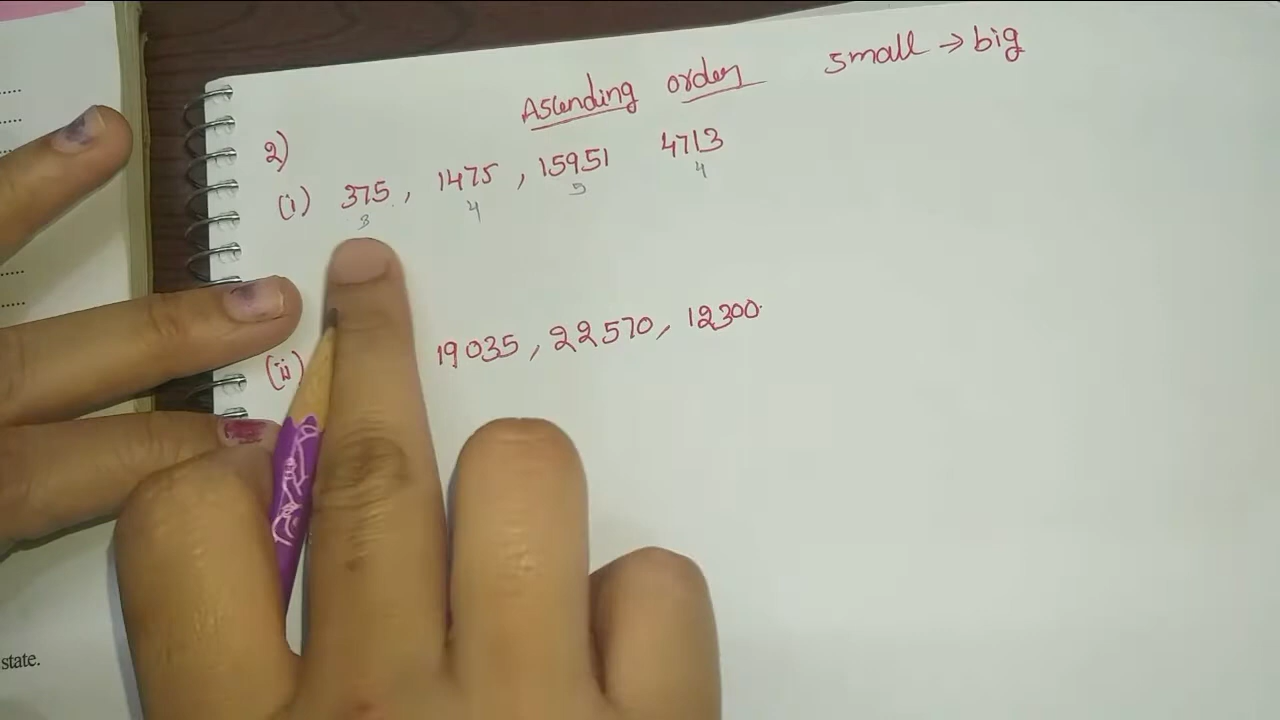 Ascending order small → big
2)
(i) 375, 1475, 15951 4713
3 4 5 4
(ii) 19035, 22570, 12300
state.